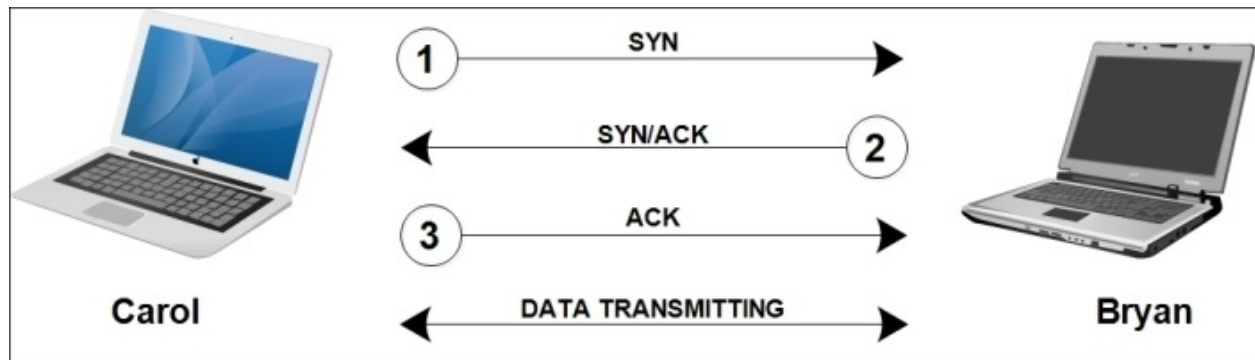 1
SYN
SYN/ACK
2
3
ACK
DATA TRANSMITTING
Carol
Bryan